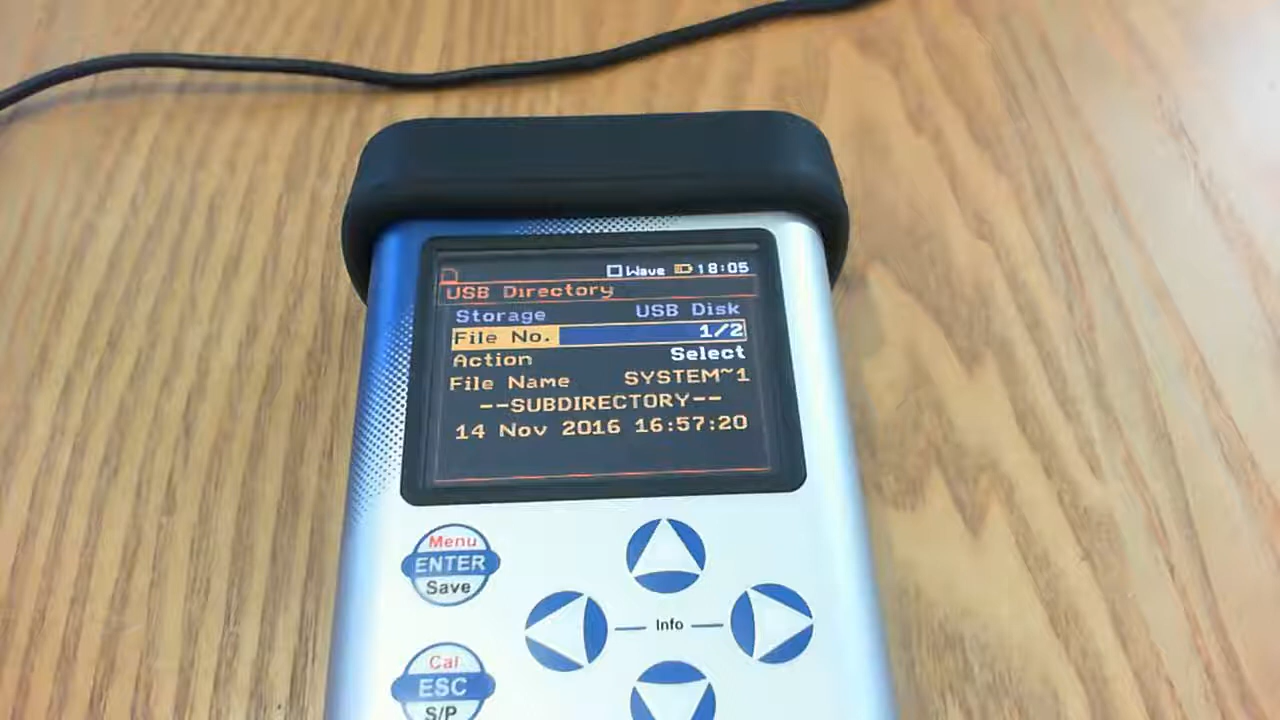 Wave 18:05
USB Directory
Storage USB Disk
File No. 1/2
Action Select
File Name SYSTEM~1
--SUBDIRECTORY--
14 Nov 2016 16:57:20
Menu
ENTER
Save
Info
Cal
ESC
S/P